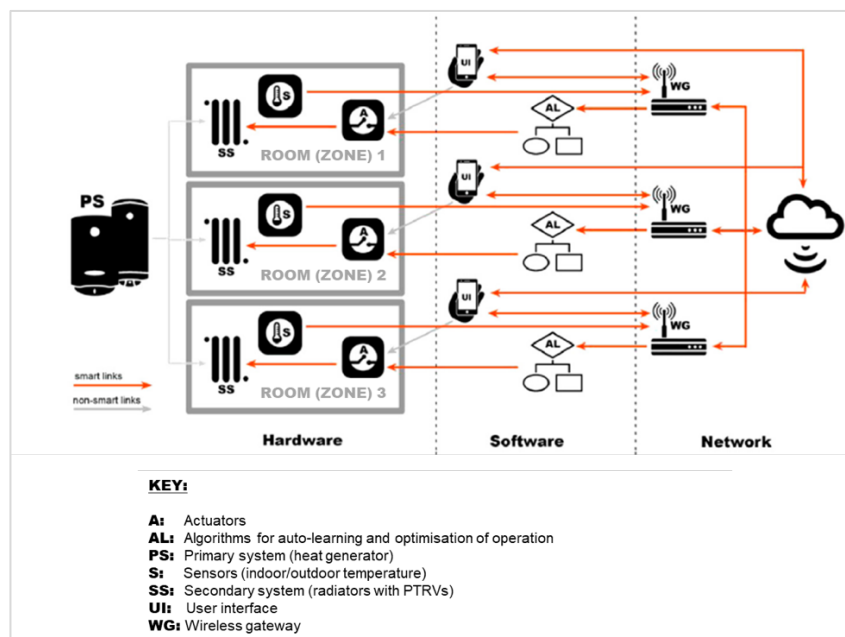 UI
WG
S
A
AL
SS
ROOM (ZONE) 1
PS
UI
WG
S
A
AL
SS
ROOM (ZONE) 2
UI
WG
S
A
AL
SS
ROOM (ZONE) 3
smart links
non-smart links
Hardware
Software
Network
KEY:
A: Actuators
AL: Algorithms for auto-learning and optimisation of operation
PS: Primary system (heat generator)
S: Sensors (indoor/outdoor temperature)
SS: Secondary system (radiators with PTRVs)
UI: User interface
WG: Wireless gateway